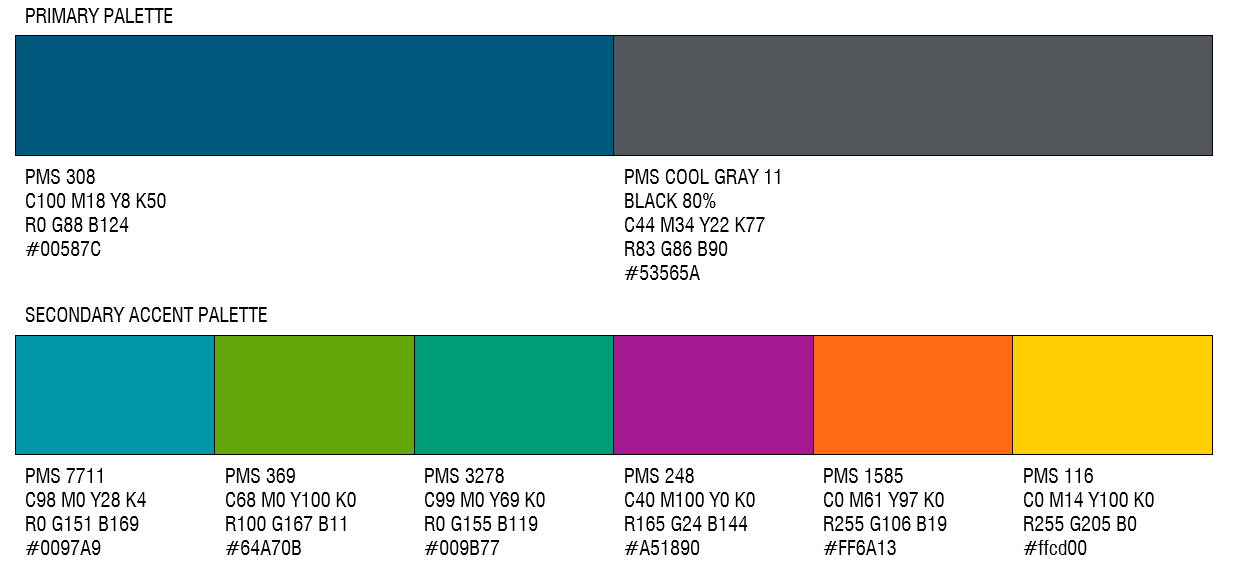 PRIMARY PALETTE
PMS 308
C100 M18 Y8 K50
R0 G88 B124
#00587C
PMS COOL GRAY 11
BLACK 80%
C44 M34 Y22 K77
R83 G86 B90
#53565A
SECONDARY ACCENT PALETTE
PMS 7711
C98 M0 Y28 K4
R0 G151 B169
#0097A9
PMS 369
C68 M0 Y100 K0
R100 G167 B11
#64A70B
PMS 3278
C99 M0 Y69 K0
R0 G155 B119
#009B77
PMS 248
C40 M100 Y0 K0
R165 G24 B144
#A51890
PMS 1585
C0 M61 Y97 K0
R255 G106 B19
#FF6A13
PMS 116
C0 M14 Y100 K0
R255 G205 B0
#ffcd00